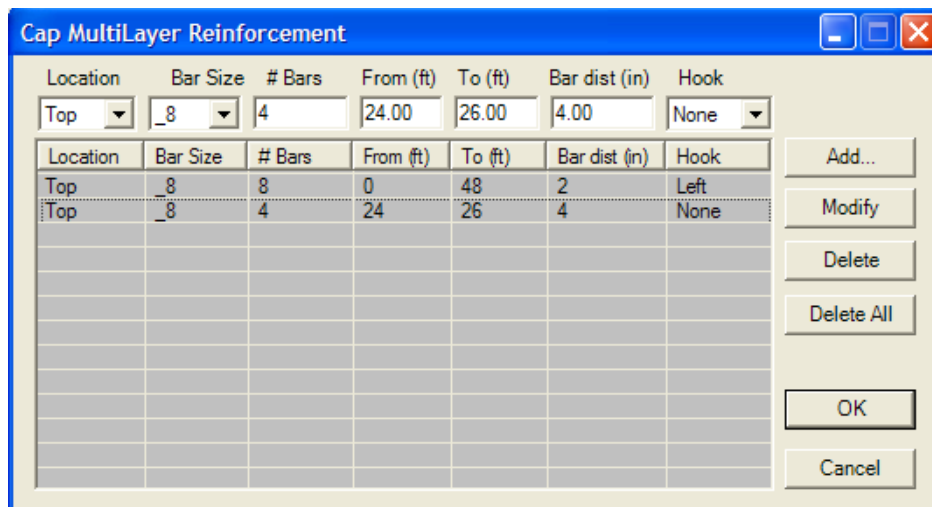 Cap MultiLayer Reinforcement
Location Bar Size # Bars From (ft) To (ft) Bar dist (in) Hook
Top _8 4 24.00 26.00 4.00 None
Location Bar Size # Bars From (ft) To (ft) Bar dist (in) Hook
Top _8 8 0 48 2 Left
Top _8 4 24 26 4 None
Add...
Modify
Delete
Delete All
OK
Cancel